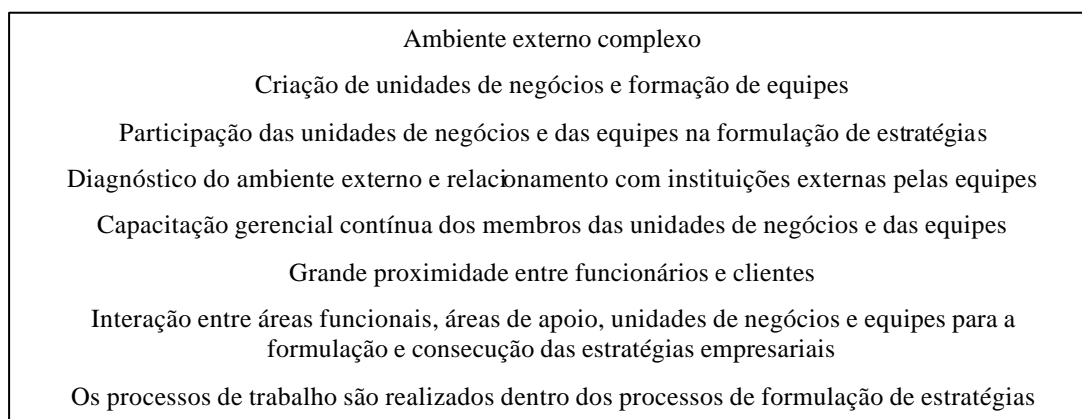 Ambiente externo complexo
Criação de unidades de negócios e formação de equipes
Participação das unidades de negócios e das equipes na formulação de estratégias
Diagnóstico do ambiente externo e relacionamento com instituições externas pelas equipes
Capacitação gerencial contínua dos membros das unidades de negócios e das equipes
Grande proximidade entre funcionários e clientes
Interação entre áreas funcionais, áreas de apoio, unidades de negócios e equipes para a
formulação e consecução das estratégias empresariais
Os processos de trabalho são realizados dentro dos processos de formulação de estratégias